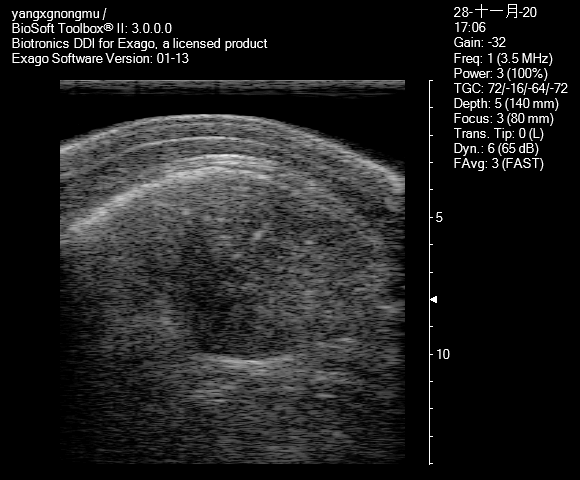 yangxgnongmu /
BioSoft Toolbox® II: 3.0.0.0
Biotronics DDI for Exago, a licensed product
Exago Software Version: 01-13
28-十一月-20
17:06
Gain: -32
Freq: 1 (3.5 MHz)
Power: 3 (100%)
TGC: 72/-16/-64/-72
Depth: 5 (140 mm)
Focus: 3 (80 mm)
Trans. Tip: 0 (L)
Dyn.: 6 (65 dB)
FAvg: 3 (FAST)
5
10